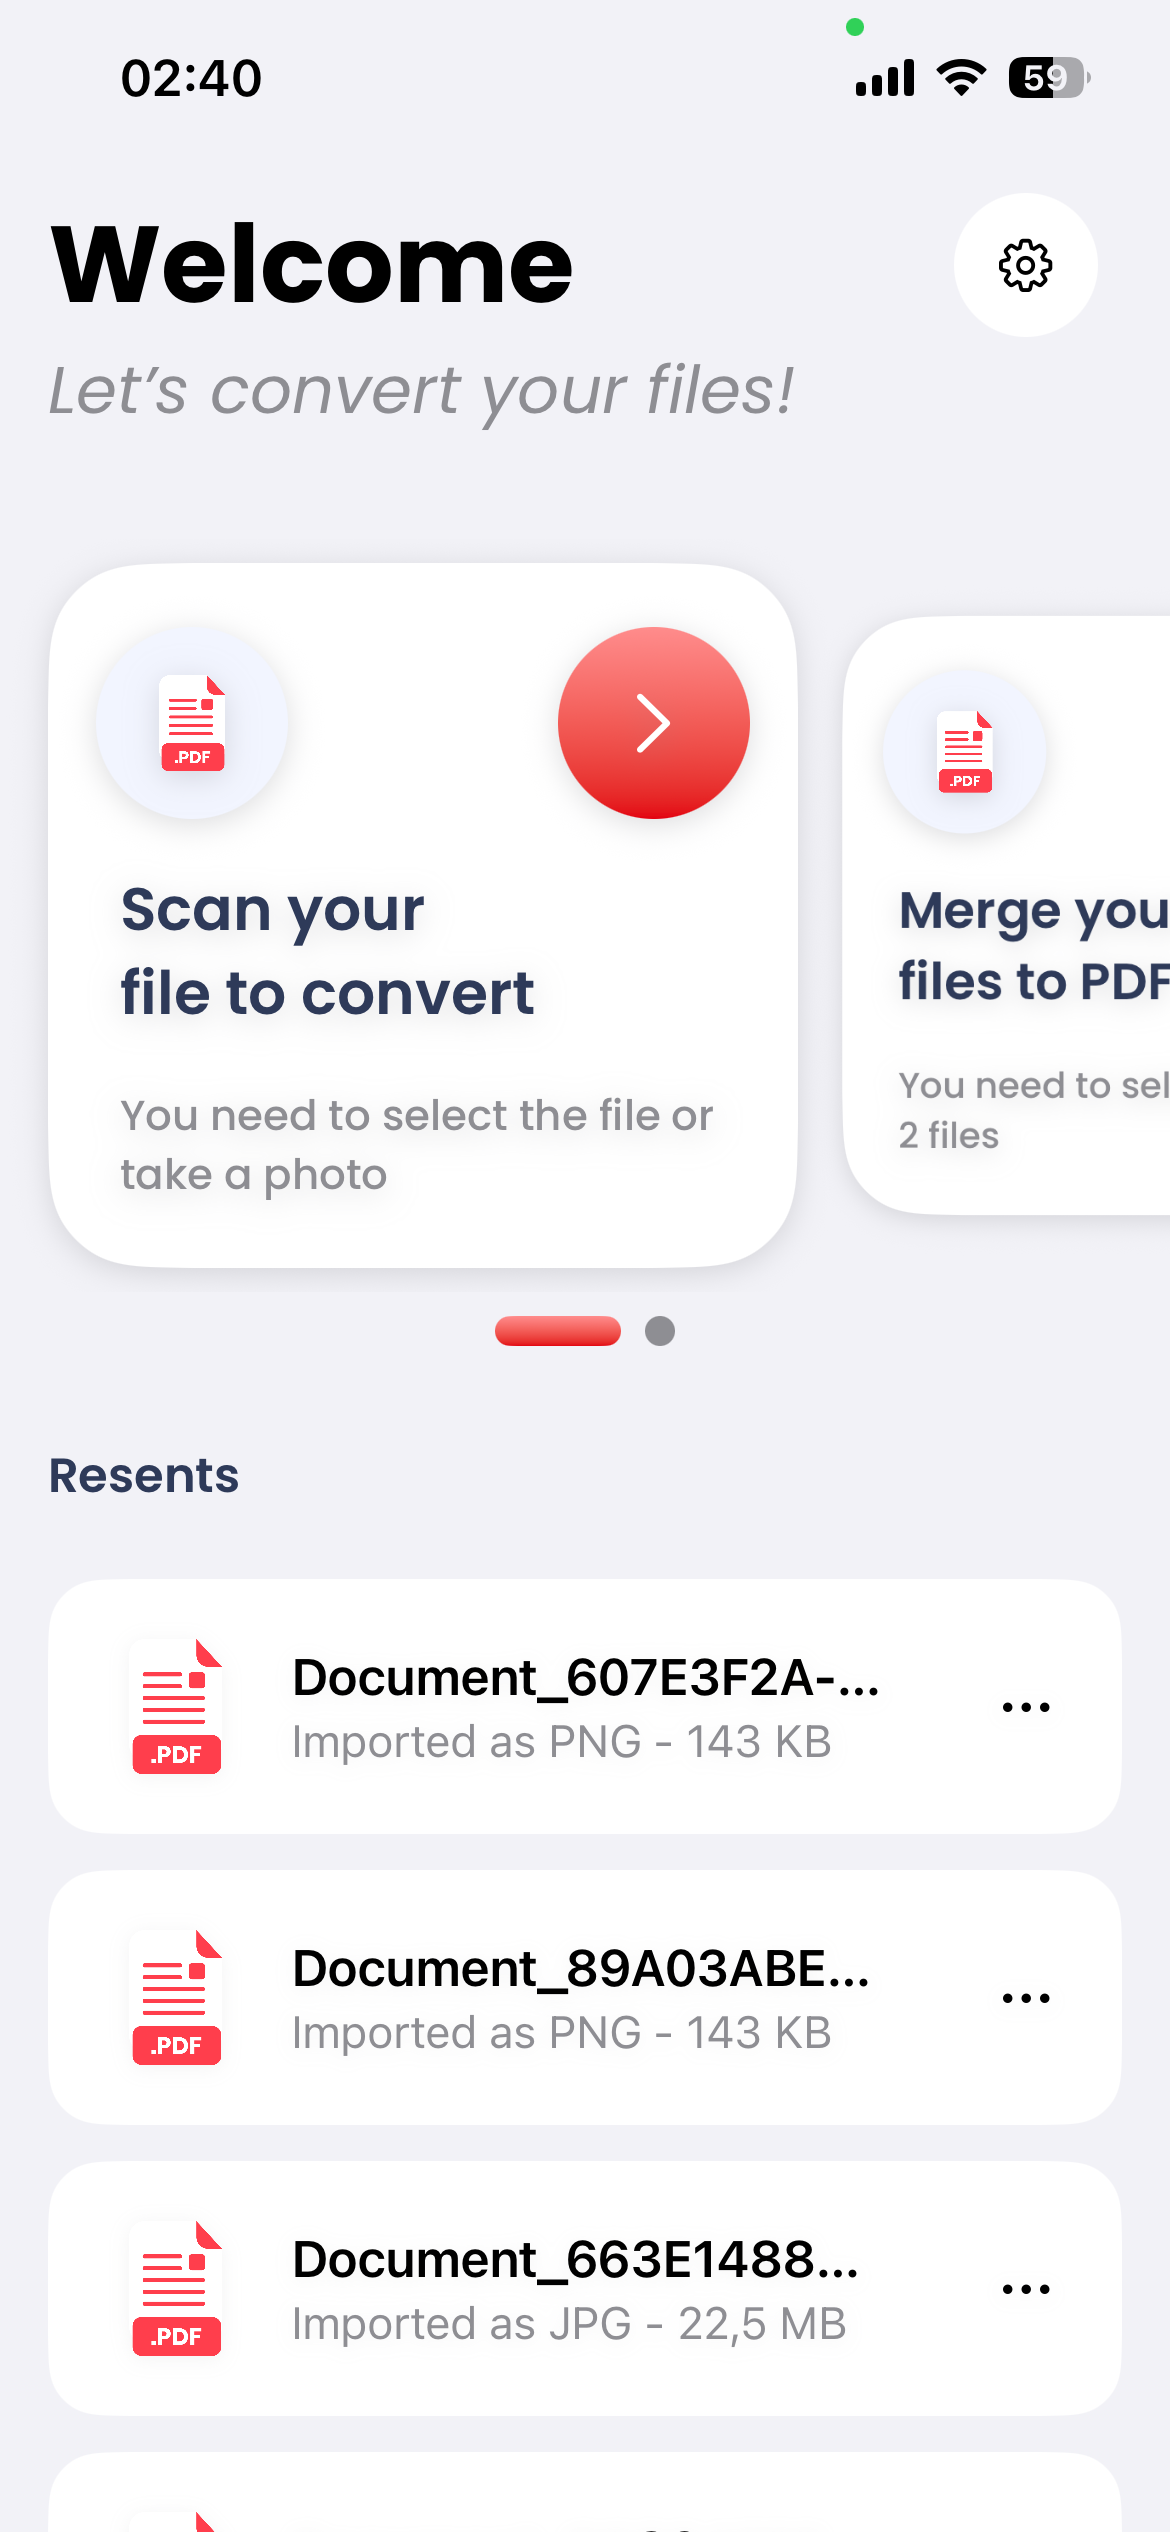 02:40
59
Welcome
Let's convert your files!
.PDF
.PDF
Scan your
file to convert
You need to select the file or
take a photo
Merge you
files to PDF
You need to sel
2 files
Resents
Document_607E3F2A-...
Imported as PNG - 143 KB
.PDF
Document_89A03ABE...
Imported as PNG - 143 KB
.PDF
Document_663E1488...
Imported as JPG - 22,5 MB
.PDF